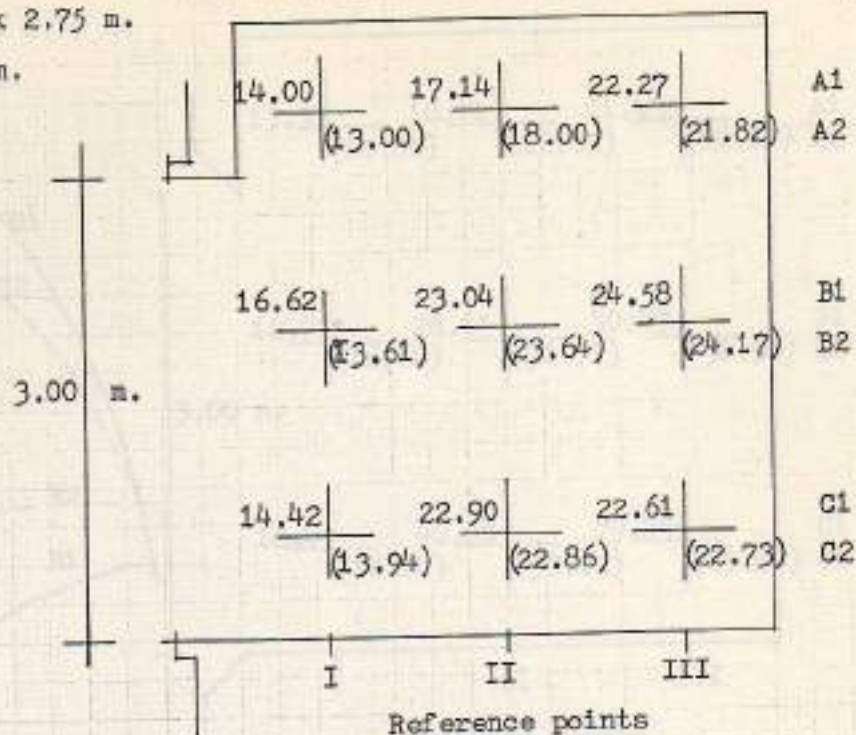 x 2.75 m.
m.
14.00 17.14 22.27 A1
(13.00) (18.00) (21.82) A2
16.62 23.04 24.58 B1
(13.61) (23.64) (24.17) B2
3.00 m.
14.42 22.90 22.61 C1
(13.94) (22.86) (22.73) C2
I II III
Reference points